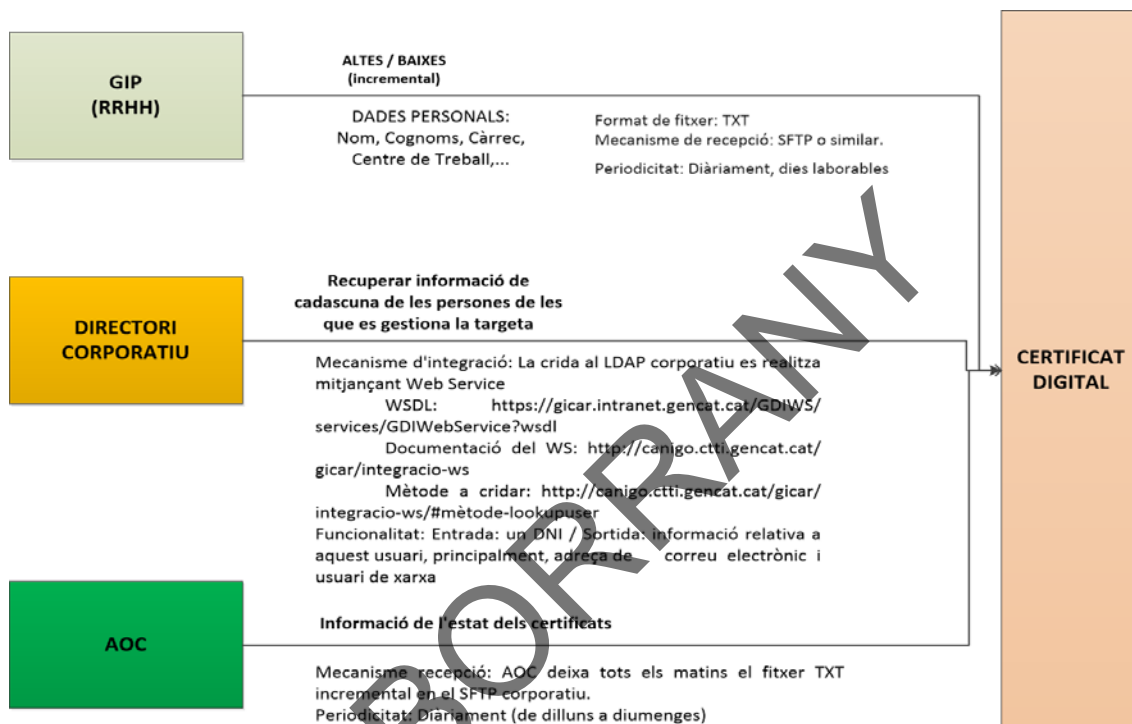 GIP
(RRHH)
ALTES / BAIXES
(incremental)
DADES PERSONALS:
Nom, Cognoms, Càrrec,
Centre de Treball,...
Format de fitxer: TXT
Mecanisme de recepció: SFTP o similar.
Periodicitat: Diàriament, dies laborables
DIRECTORI
CORPORATIU
Recuperar informació de
cadascuna de les persones de les
que es gestiona la targeta
Mecanisme d'integració: La crida al LDAP corporatiu es realitza
mitjançant Web Service
WSDL: https://gicar.intranet.gencat.cat/GDIWS/
services/GDIWebService?wsdl
Documentació del WS: http://canigo.ctti.gencat.cat/
gicar/integracio-ws
Mètode a cridar: http://canigo.ctti.gencat.cat/gicar/
integracio-ws/#mètode-lookupuser
Funcionalitat: Entrada: un DNI / Sortida: informació relativa a
aquest usuari, principalment, adreça de correu electrònic i
usuari de xarxa
AOC
Informació de l'estat dels certificats
Mecanisme recepció: AOC deixa tots els matins el fitxer TXT
incremental en el SFTP corporatiu.
Periodicitat: Diàriament (de dilluns a diumenges)
CERTIFICAT
DIGITAL
BORRANY